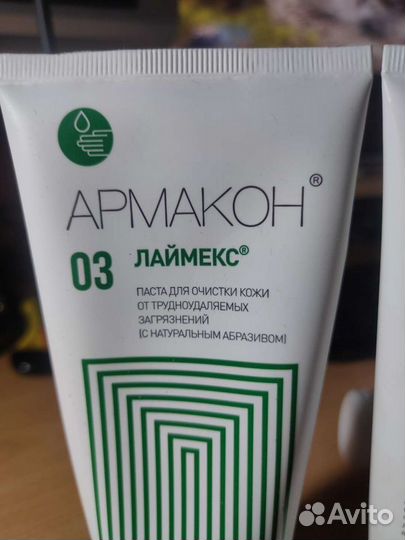 АРМАКОН®
03 ЛАЙМЕКС®
ПАСТА ДЛЯ ОЧИСТКИ КОЖИ
ОТ ТРУДНОУДАЛЯЕМЫХ
ЗАГРЯЗНЕНИЙ
(С НАТУРАЛЬНЫМ АБРАЗИВОМ)
Avito